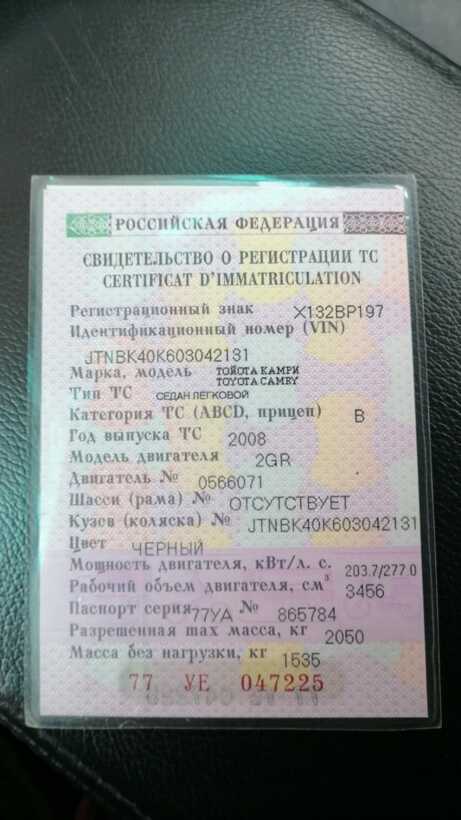 РОССИЙСКАЯ ФЕДЕРАЦИЯ
СВИДЕТЕЛЬСТВО О РЕГИСТРАЦИИ ТС
CERTIFICAT D'IMMATRICULATION
Регистрационный знак Х132ВР197
Идентификационный номер (VIN)
JTNBK40K603042131
Марка, модель ТОЙОТА КАМРИ
TOYOTA CAMRY
Тип ТС СЕДАН ЛЕГКОВОЙ
Категория ТС (ABCD, прицеп) B
Год выпуска ТС 2008
Модель двигателя 2GR
Двигатель № 0566071
Шасси (рама) № ОТСУТСТВУЕТ
Кузов (коляска) № JTNBK40K603042131
Цвет ЧЕРНЫЙ
Мощность двигателя, кВт/л. с. 203.7/277.0
Рабочий объем двигателя, см³ 3456
Паспорт серия 77УА № 865784
Разрешенная max масса, кг 2050
Масса без нагрузки, кг 1535
77 УЕ 047225